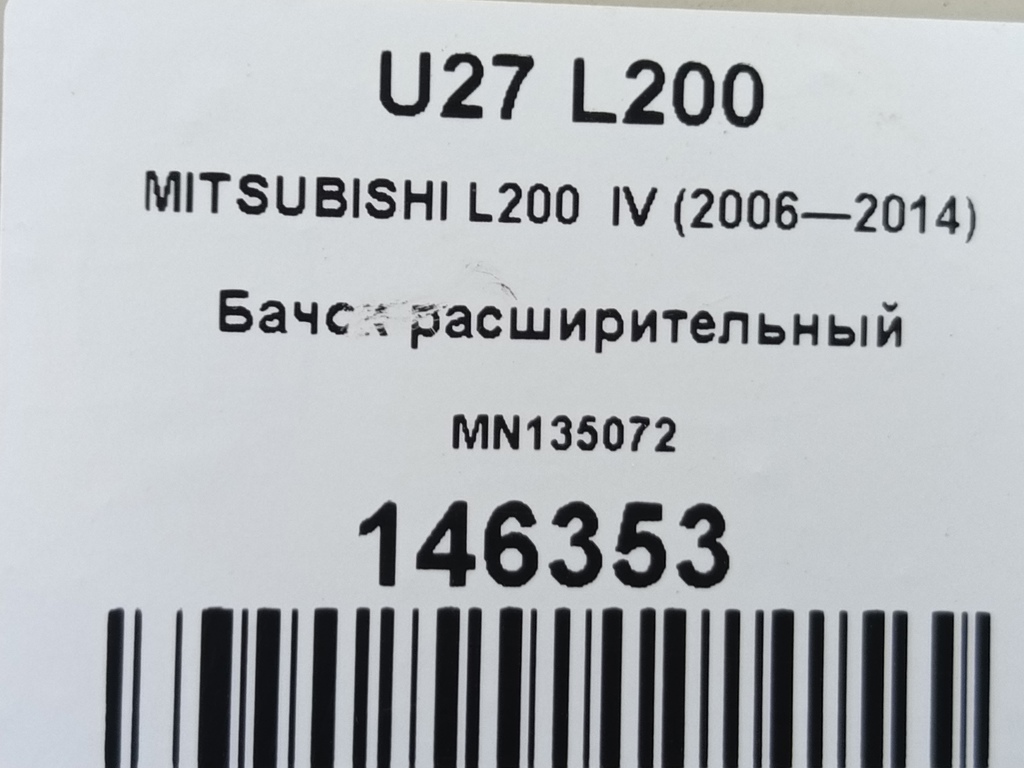 U27 L200
MITSUBISHI L200 IV (2006—2014)
Бачок расширительный
MN135072
146353